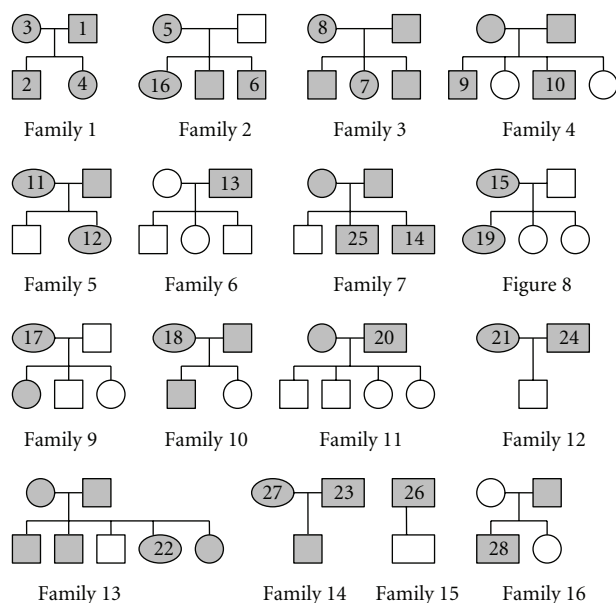 3 1
2 4
Family 1
5
16 6
Family 2
8
7
Family 3
9 10
Family 4
11
12
Family 5
13
Family 6
25 14
Family 7
15
19
Figure 8
17
Family 9
18
Family 10
20
Family 11
21 24
Family 12
22
Family 13
27 23
Family 14
26
Family 15
28
Family 16